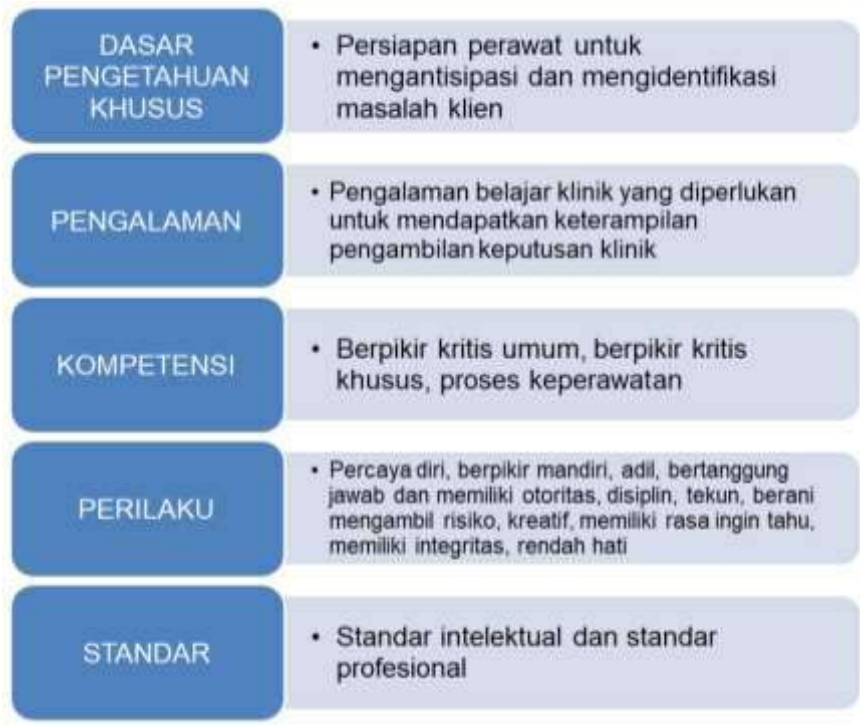 DASAR
PENGETAHUAN
KHUSUS
• Persiapan perawat untuk
mengantisipasi dan mengidentifikasi
masalah klien
PENGALAMAN
• Pengalaman belajar klinik yang diperlukan
untuk mendapatkan keterampilan
pengambilan keputusan klinik
KOMPETENSI
• Berpikir kritis umum, berpikir kritis
khusus, proses keperawatan
PERILAKU
• Percaya diri, berpikir mandiri, adil, bertanggung
jawab dan memiliki otoritas, disiplin, tekun, berani
mengambil risiko, kreatif, memiliki rasa ingin tahu,
memiliki integritas, rendah hati
STANDAR
• Standar intelektual dan standar
profesional